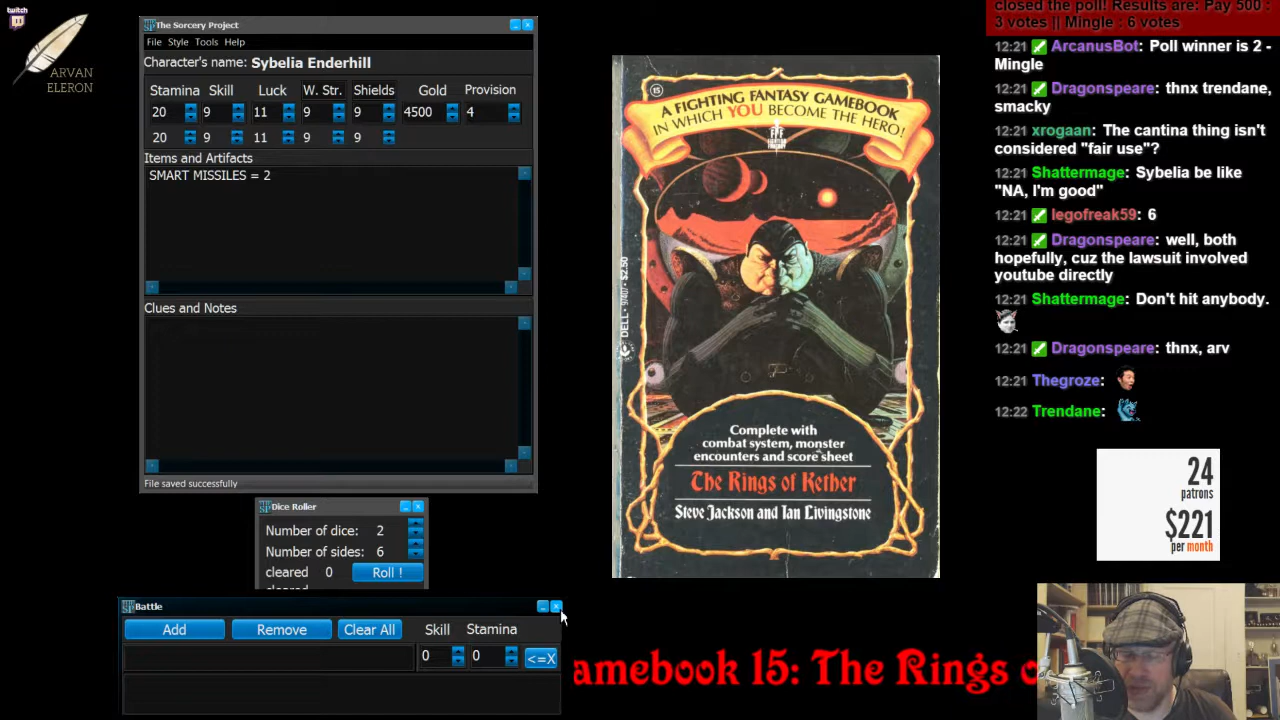 twitch
ARVAN
ELERON
The Sorcery Project
File Style Tools Help
Character's name: Sybelia Enderhill
Stamina Skill Luck W. Str. Shields Gold Provision
20 9 11 9 9 4500 4
20 9 11 9 9
Items and Artifacts
SMART MISSILES = 2
Clues and Notes
File saved successfully
Dice Roller
Number of dice: 2
Number of sides: 6
cleared 0 Roll !
cleared
Battle
Add Remove Clear All Skill Stamina
0 0 <=X
15
A FIGHTING FANTASY GAMEBOOK
IN WHICH YOU BECOME THE HERO!
DELL · 97407 · $2.50
Complete with
combat system, monster
encounters and score sheet
The Rings of Kether
Steve Jackson and Ian Livingstone
amebook 15: The Rings o
closed the poll! Results are: Pay 500 :
3 votes || Mingle : 6 votes
12:21 ArcanusBot: Poll winner is 2 -
Mingle
12:21 Dragonspeare: thnx trendane,
smacky
12:21 xrogaan: The cantina thing isn't
considered "fair use"?
12:21 Shattermage: Sybelia be like
"NA, I'm good"
12:21 legofreak59: 6
12:21 Dragonspeare: well, both
hopefully, cuz the lawsuit involved
youtube directly
12:21 Shattermage: Don't hit anybody.
12:21 Dragonspeare: thnx, arv
12:21 Thegroze:
12:22 Trendane:
24
patrons
$221
per month